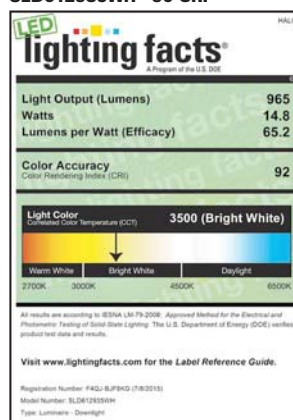 LED
lighting facts®
A Program of the U.S. DOE
Light Output (Lumens) 965
Watts 14.8
Lumens per Watt (Efficacy) 65.2
Color Accuracy 92
Color Rendering Index (CRI)
Light Color 3500 (Bright White)
Correlated Color Temperature (CCT)
Warm White Bright White Daylight
2700K 3000K 4500K 6500K
All results are according to IESNA LM-79-2008: Approved Method for the Electrical and
Photometric Testing of Solid-State Lighting. The U.S. Department of Energy (DOE) verifies
product test data and results.
Visit www.lightingfacts.com for the Label Reference Guide.
Registration Number: F4QJ-BJF9KG (7/8/2015)
Model Number: SLD612935WH
Type: Luminaire - Downlight